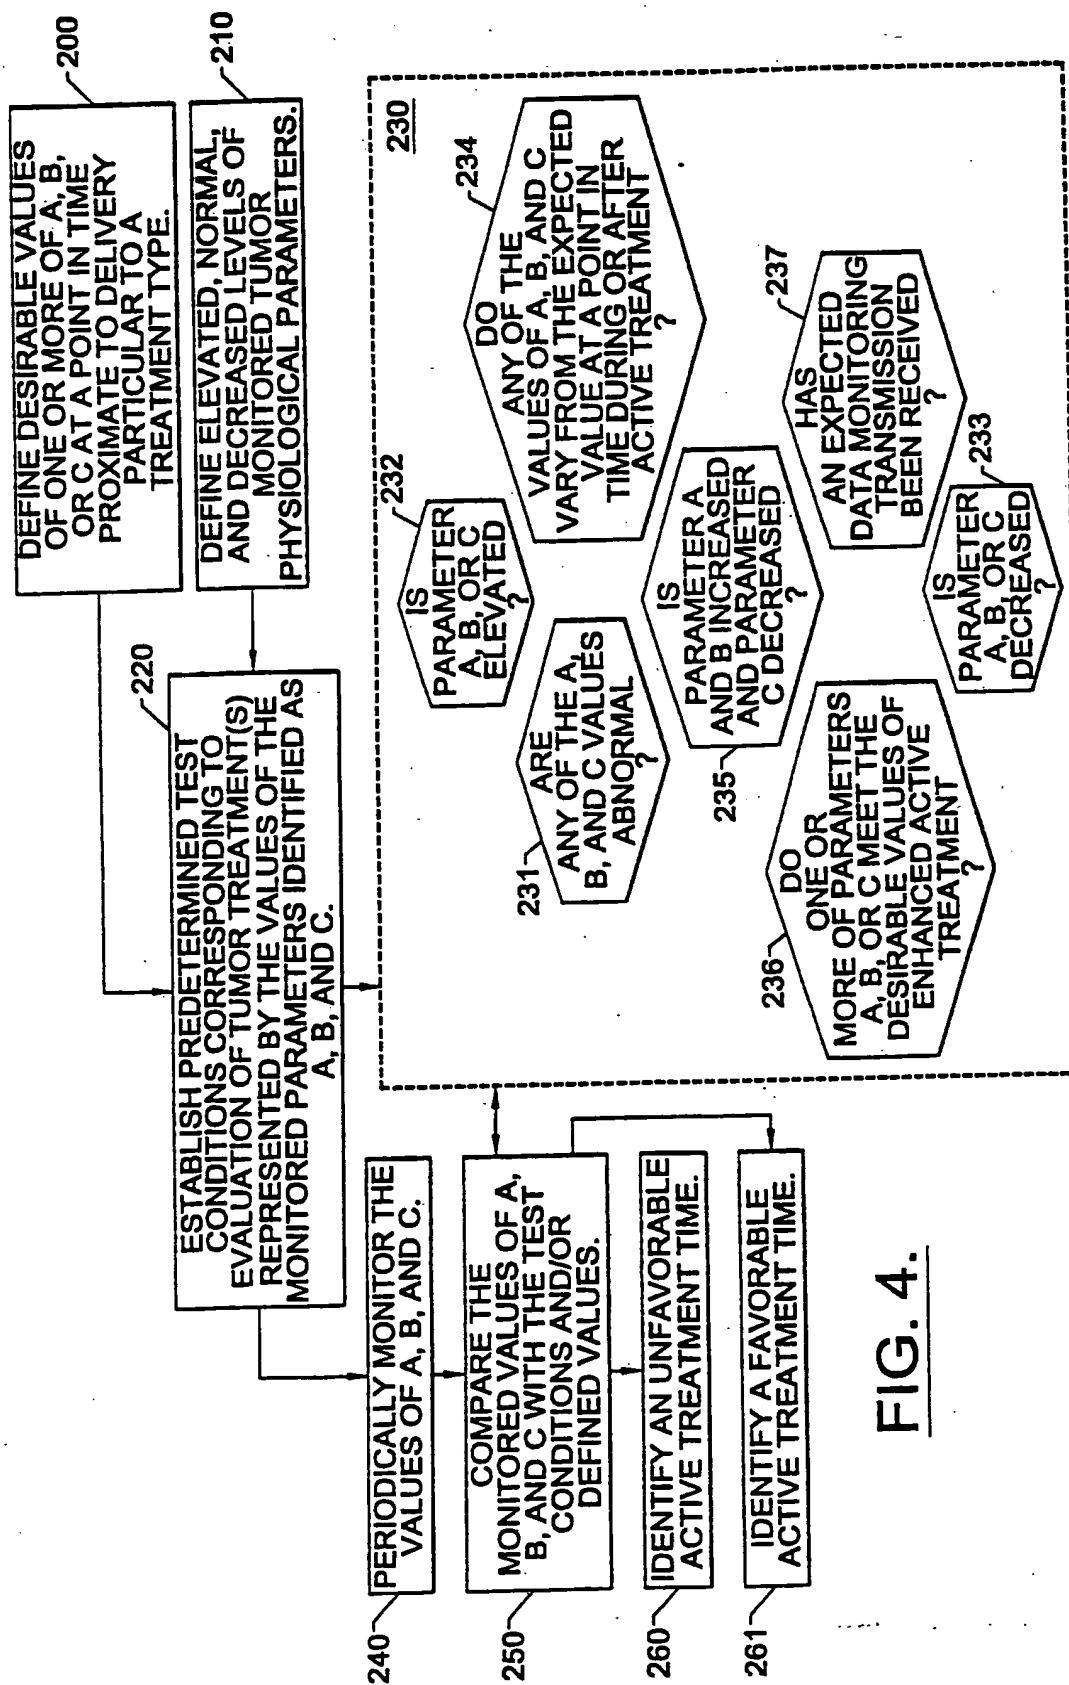 DEFINE DESIRABLE VALUES
OF ONE OR MORE OF A, B,
OR C AT A POINT IN TIME
PROXIMATE TO DELIVERY
PARTICULAR TO A
TREATMENT TYPE.
200
DEFINE ELEVATED, NORMAL,
AND DECREASED LEVELS OF
MONITORED TUMOR
PHYSIOLOGICAL PARAMETERS.
210
220
ESTABLISH PREDETERMINED TEST
CONDITIONS CORRESPONDING TO
EVALUATION OF TUMOR TREATMENT(S)
REPRESENTED BY THE VALUES OF THE
MONITORED PARAMETERS IDENTIFIED AS
A, B, AND C.
230
232
IS
PARAMETER
A, B, OR C
ELEVATED
?
234
DO
ANY OF THE
VALUES OF A, B, AND C
VARY FROM THE EXPECTED
VALUE AT A POINT IN
TIME DURING OR AFTER
ACTIVE TREATMENT
?
231
ARE
ANY OF THE A,
B, AND C VALUES
ABNORMAL
?
235
IS
PARAMETER A
AND B INCREASED
AND PARAMETER
C DECREASED
?
237
HAS
AN EXPECTED
DATA MONITORING
TRANSMISSION
BEEN RECEIVED
?
236
DO
ONE OR
MORE OF PARAMETERS
A, B, OR C MEET THE
DESIRABLE VALUES OF
ENHANCED ACTIVE
TREATMENT
?
233
IS
PARAMETER
A, B, OR C
DECREASED
?
240
PERIODICALLY MONITOR THE
VALUES OF A, B, AND C.
250
COMPARE THE
MONITORED VALUES OF A,
B, AND C WITH THE TEST
CONDITIONS AND/OR
DEFINED VALUES.
260
IDENTIFY AN UNFAVORABLE
ACTIVE TREATMENT TIME.
261
IDENTIFY A FAVORABLE
ACTIVE TREATMENT TIME.
FIG. 4.